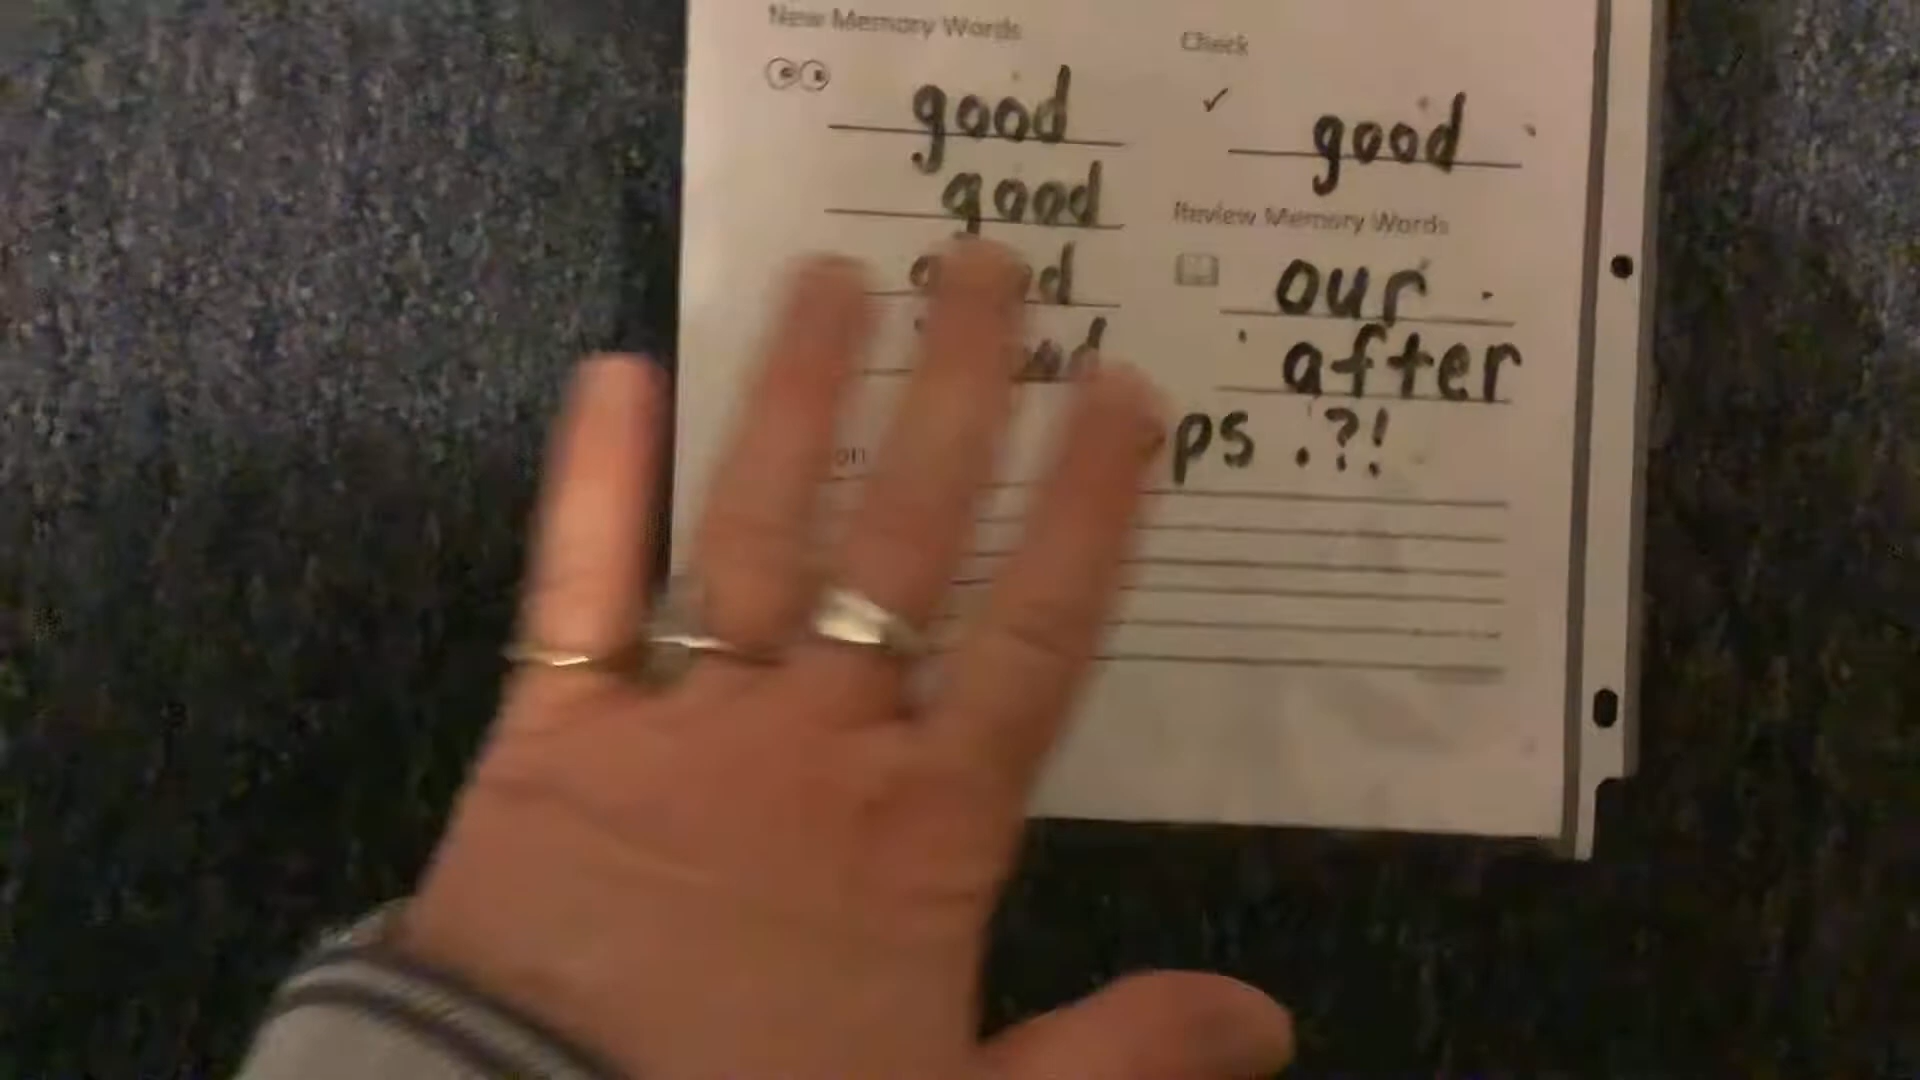 New Memory Words
good
good
Check
✓ good
Review Memory Words
our
after
ps .?!